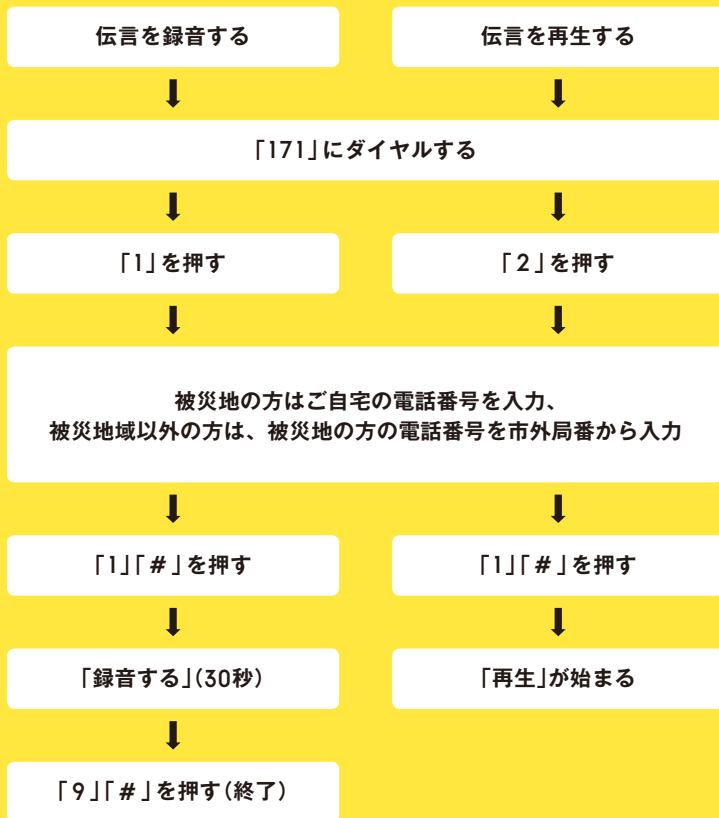 伝言を録音する
伝言を再生する
「171」にダイヤルする
「1」を押す
「2」を押す
被災地の方はご自宅の電話番号を入力、
被災地域以外の方は、被災地の方の電話番号を市外局番から入力
「1」「#」を押す
「1」「#」を押す
「録音する」(30秒)
「再生」が始まる
「9」「#」を押す(終了)